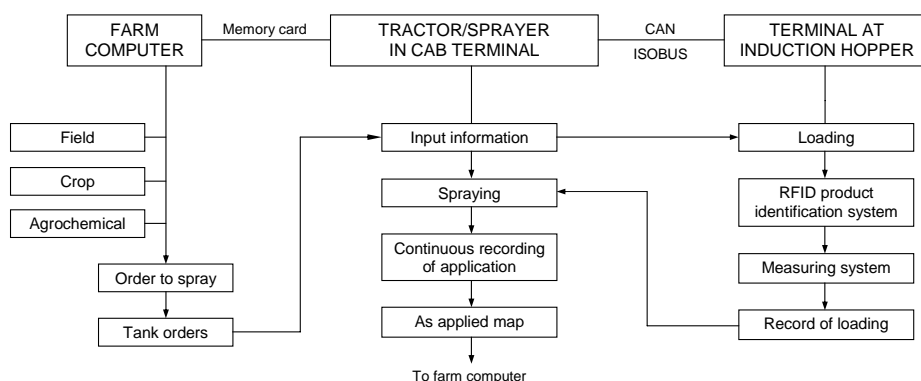 FARM
COMPUTER
Memory card
TRACTOR/SPRAYER
IN CAB TERMINAL
CAN
ISOBUS
TERMINAL AT
INDUCTION HOPPER
Field
Crop
Agrochemical
Order to spray
Tank orders
Input information
Spraying
Continuous recording
of application
As applied map
To farm computer
Loading
RFID product
identification system
Measuring system
Record of loading